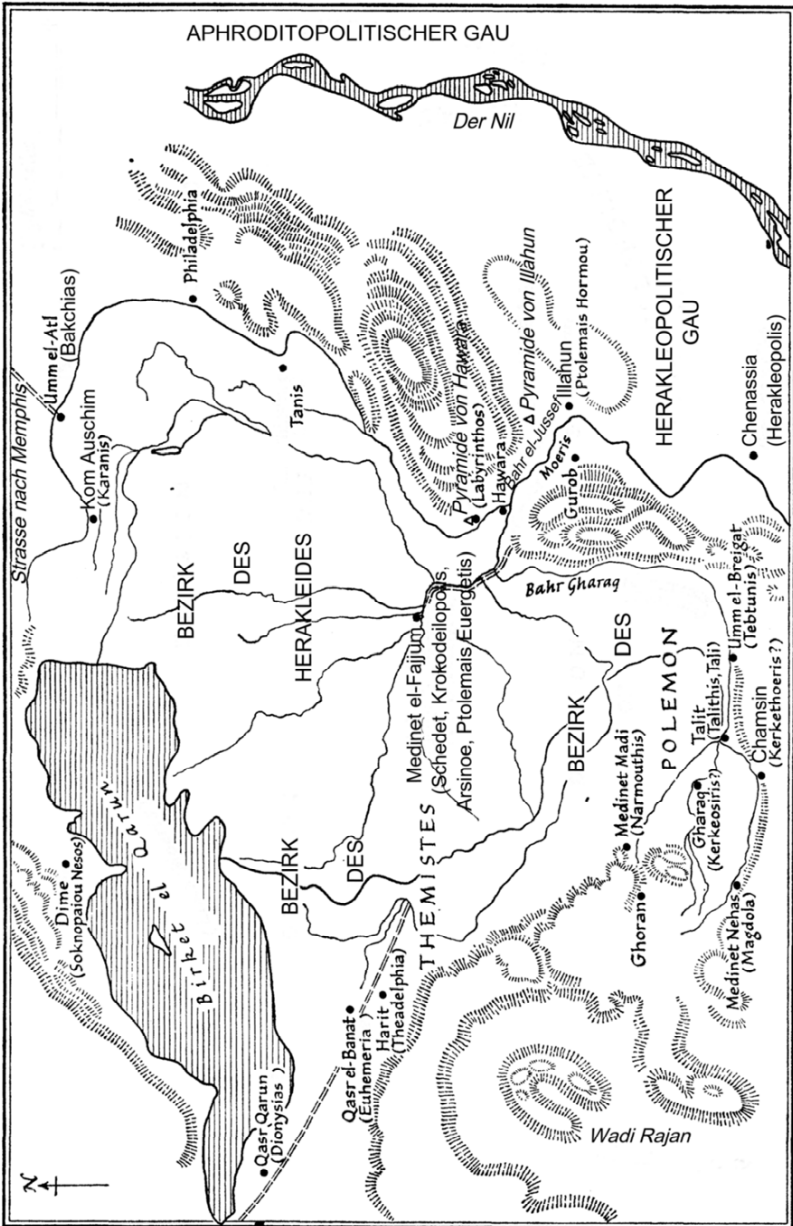 APHRODITOPOLITISCHER GAU
Der Nil
Strasse nach Memphis
Umm el-Atl
(Bakchias)
Philadelphia
Kom Auschim
(Karanis)
Tanis
HERAKLEOPOLITISCHER
GAU
Pyramide von Hawara
(Labyrinthos)
Hawara
Bahr el-Jussef
Pyramide von Illahun
Illahun
(Ptolemais Hormou)
Moeris
Gurob
Chenassia
(Herakleopolis)
BEZIRK
DES
HERAKLEIDES
Medinet el-Fajjum
(Schedet, Krokodeilopolis,
Arsinoe, Ptolemais Euergetis)
Bahr Gharaq
Dime
(Soknopaiou Nesos)
Birket el Qarun
BEZIRK
DES
THEMISTES
BEZIRK
DES
POLEMON
Umm el-Breigat
(Tebtunis)
Talit
(Talithis, Tali)
Chamsin
(Kerkethoeris?)
Medinet Madi
(Narmouthis)
Gharaq
(Kerkeosiris?)
Ghoran
Medinet Nehas
(Magdola)
Qasr el-Banat
(Euhemeria)
Harit
(Theadelphia)
Qasr Qarun
(Dionysias)
Wadi Rajan
N